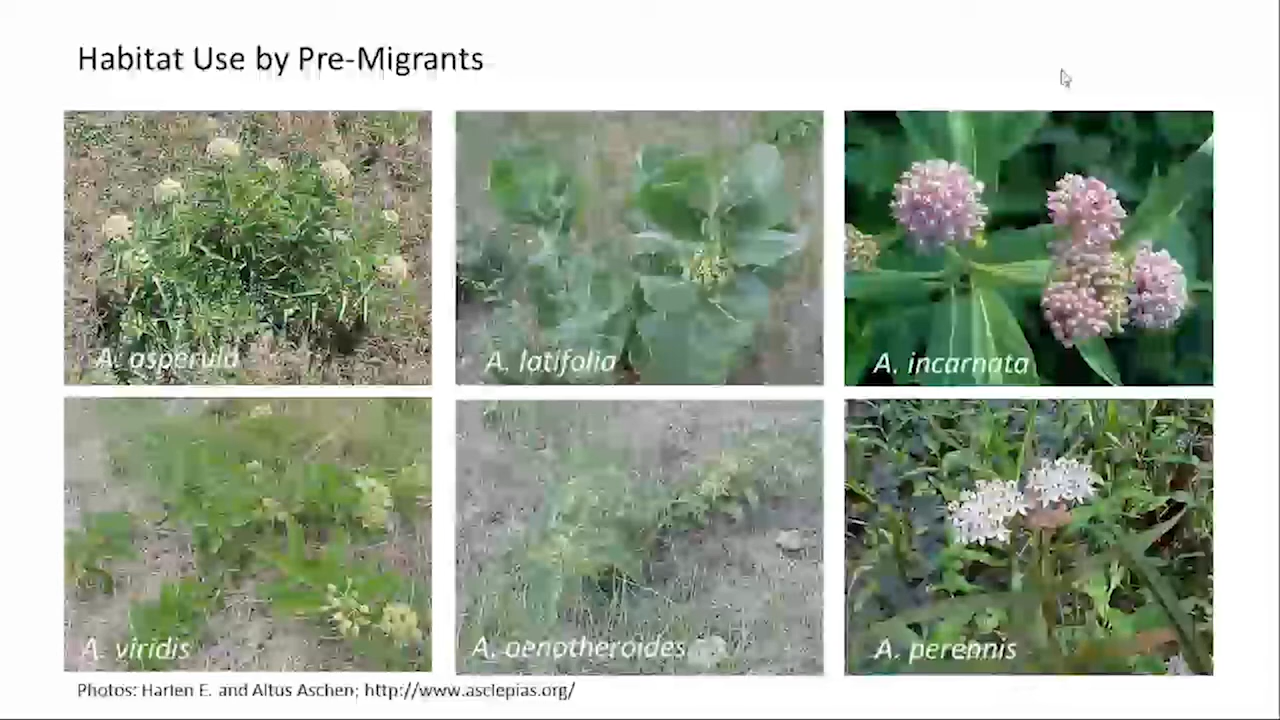 Habitat Use by Pre-Migrants
A. asperula
A. latifolia
A. incarnata
A. viridis
A. oenotheroides
A. perennis
Photos: Harlen E. and Altus Aschen; http://www.asclepias.org/